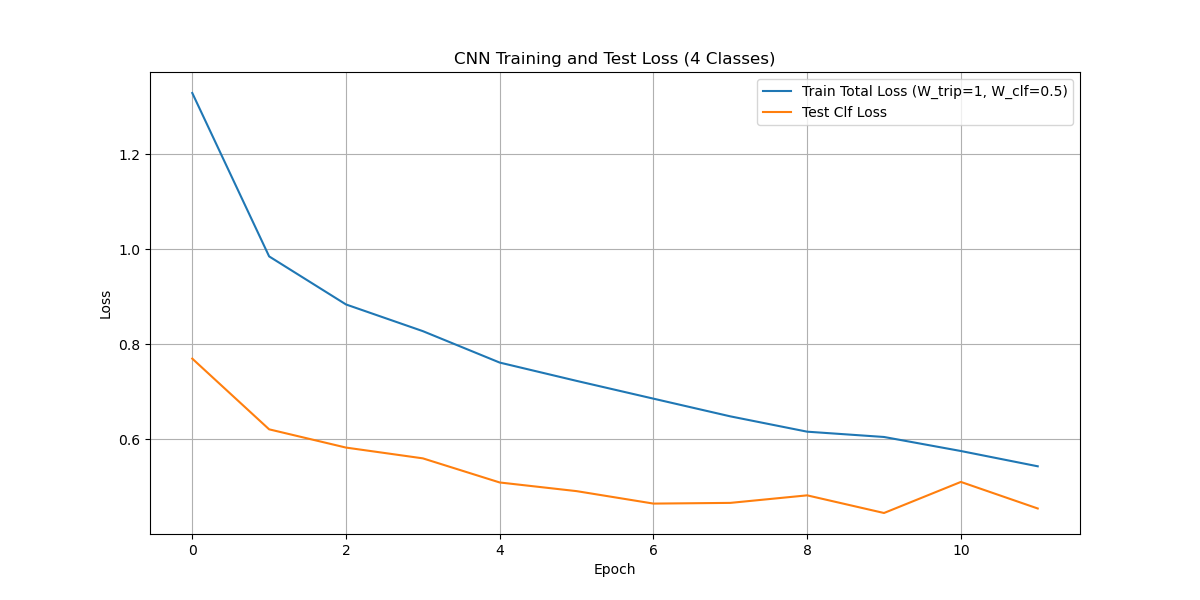 CNN Training and Test Loss (4 Classes)
Train Total Loss (W_trip=1, W_clf=0.5)
Test Clf Loss
1.2
1.0
0.8
0.6
Loss
0 2 4 6 8 10
Epoch